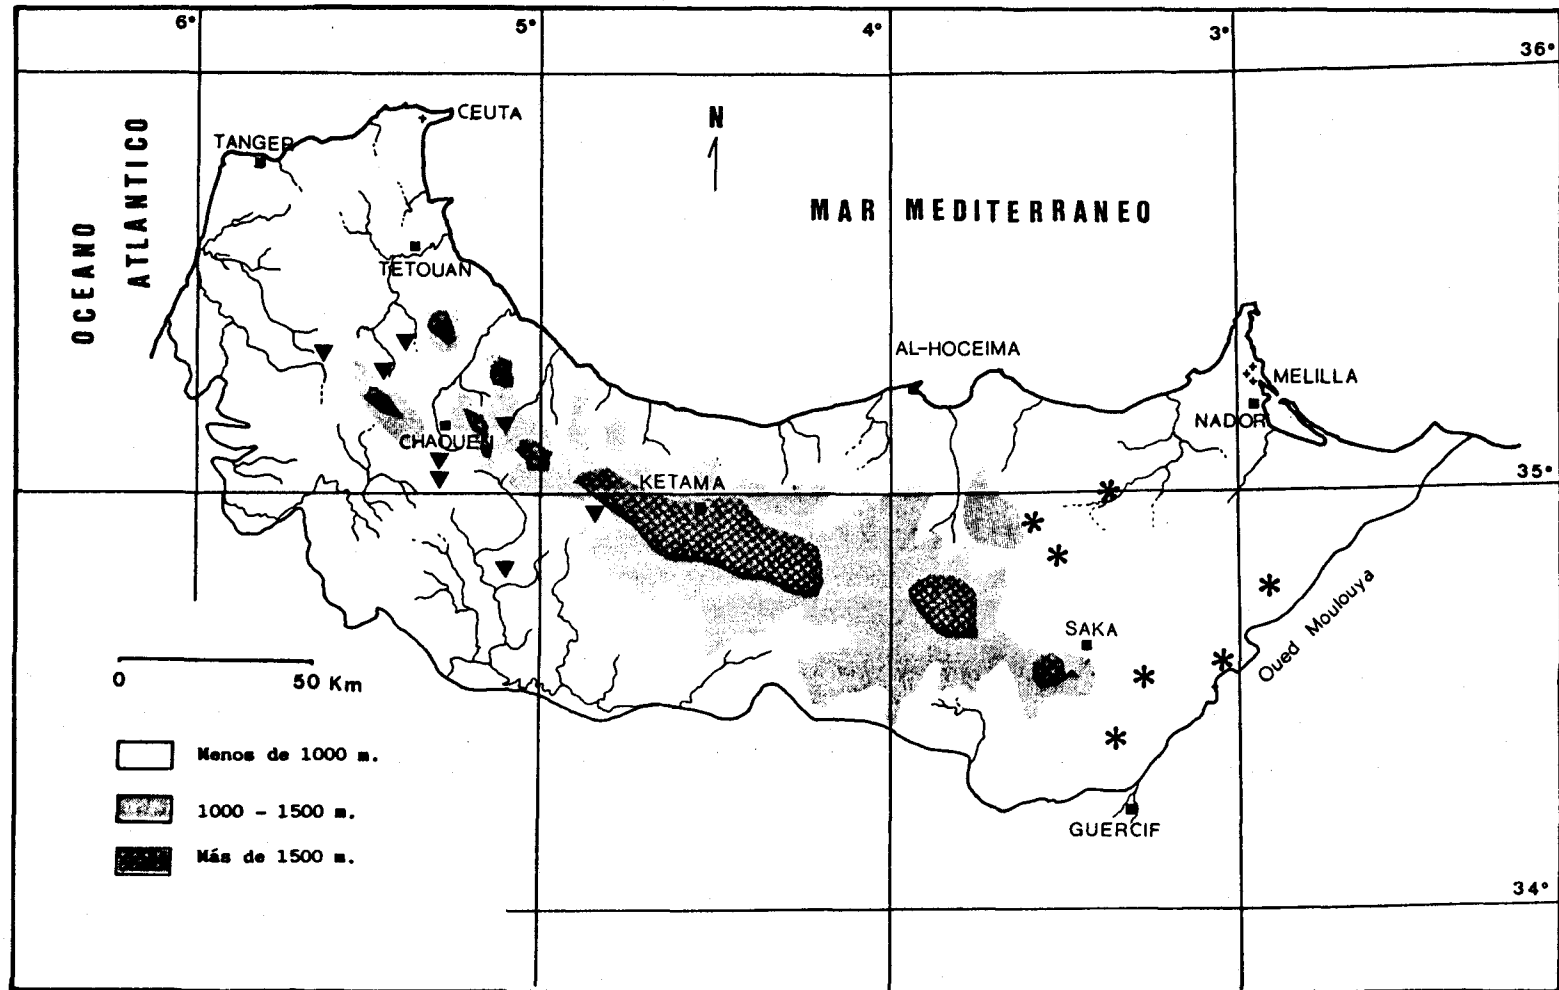 6°
5°
4°
3°
36°
CEUTA
TANGER
N
OCEANO
ATLANTICO
MAR MEDITERRANEO
TETOUAN
AL-HOCEIMA
MELILLA
NADOR
CHAOUEN
KETAMA
35°
SAKA
Oued Moulouya
0 50 Km
Menos de 1000 m.
1000 - 1500 m.
GUERCIF
Más de 1500 m.
34°